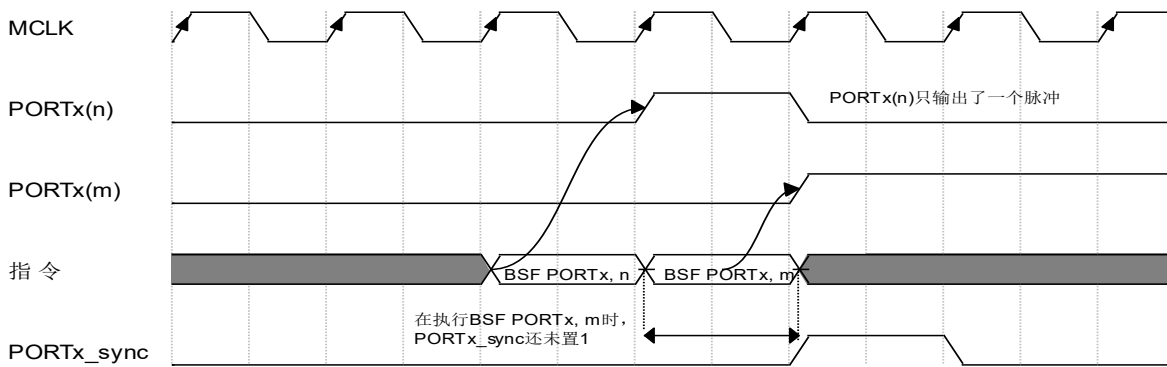 MCLK
PORTx(n)
PORTx(n)只输出了一个脉冲
PORTx(m)
指 令
BSF PORTx, n
BSF PORTx, m
在执行BSF PORTx, m时，
PORTx_sync还未置1
PORTx_sync